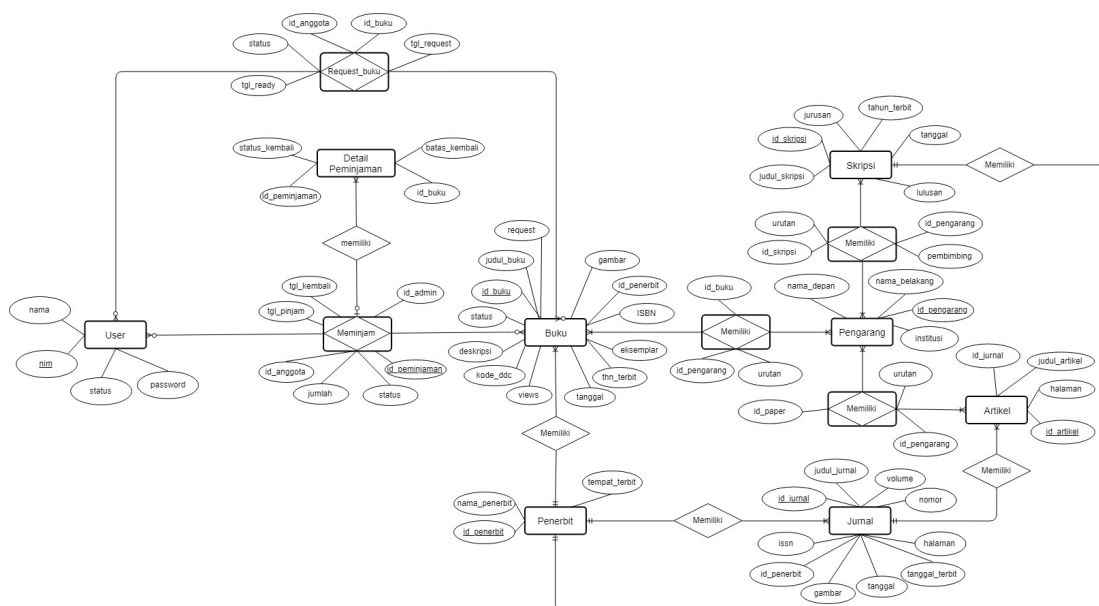 id_anggota
id_buku
status
tgl_request
Request_buku
tgl_ready
status_kembali
batas_kembali
Detail
Peminjaman
id_peminjaman
id_buku
memiliki
tgl_kembali
id_admin
tgl_pinjam
Meminjam
id_anggota
id_peminjaman
jumlah
status
nama
User
nim
status
password
request
judul_buku
gambar
id_buku
id_penerbit
status
ISBN
Buku
deskripsi
eksemplar
kode_ddc
thn_terbit
views
tanggal
Memiliki
tempat_terbit
nama_penerbit
Penerbit
id_penerbit
id_buku
Memiliki
id_pengarang
urutan
jurusan
tahun_terbit
id_skripsi
tanggal
Skripsi
Memiliki
judul_skripsi
lulusan
urutan
id_pengarang
Memiliki
id_skripsi
pembimbing
nama_depan
nama_belakang
id_pengarang
Pengarang
institusi
urutan
id_paper
Memiliki
id_pengarang
id_jurnal
judul_artikel
halaman
Artikel
id_artikel
Memiliki
judul_jurnal
volume
id_jurnal
nomor
Memiliki
Jurnal
issn
halaman
id_penerbit
tanggal_terbit
gambar
tanggal